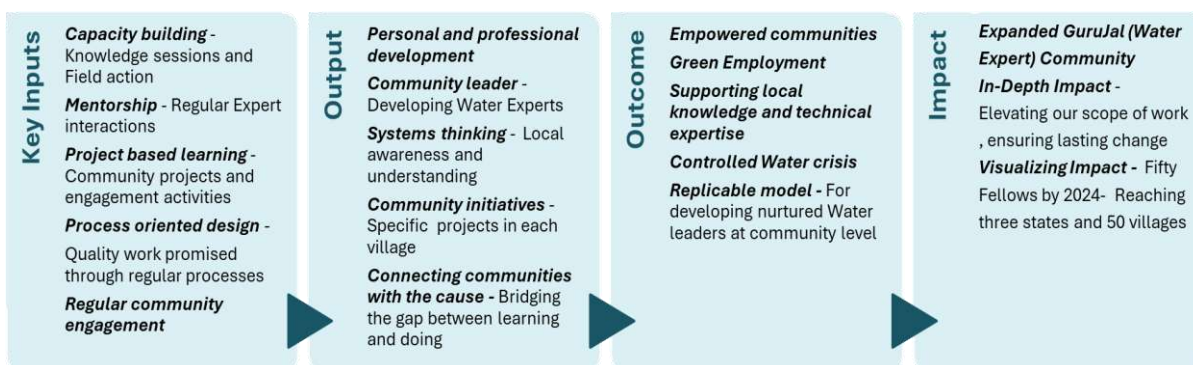 Key Inputs
Capacity building -
Knowledge sessions and
Field action
Mentorship - Regular Expert
interactions
Project based learning -
Community projects and
engagement activities
Process oriented design -
Quality work promised
through regular processes
Regular community
engagement
Output
Personal and professional
development
Community leader -
Developing Water Experts
Systems thinking - Local
awareness and
understanding
Community initiatives -
Specific projects in each
village
Connecting communities
with the cause - Bridging
the gap between learning
and doing
Outcome
Empowered communities
Green Employment
Supporting local
knowledge and technical
expertise
Controlled Water crisis
Replicable model - For
developing nurtured Water
leaders at community level
Impact
Expanded GuruJal (Water
Expert) Community
In-Depth Impact -
Elevating our scope of work
, ensuring lasting change
Visualizing Impact - Fifty
Fellows by 2024- Reaching
three states and 50 villages